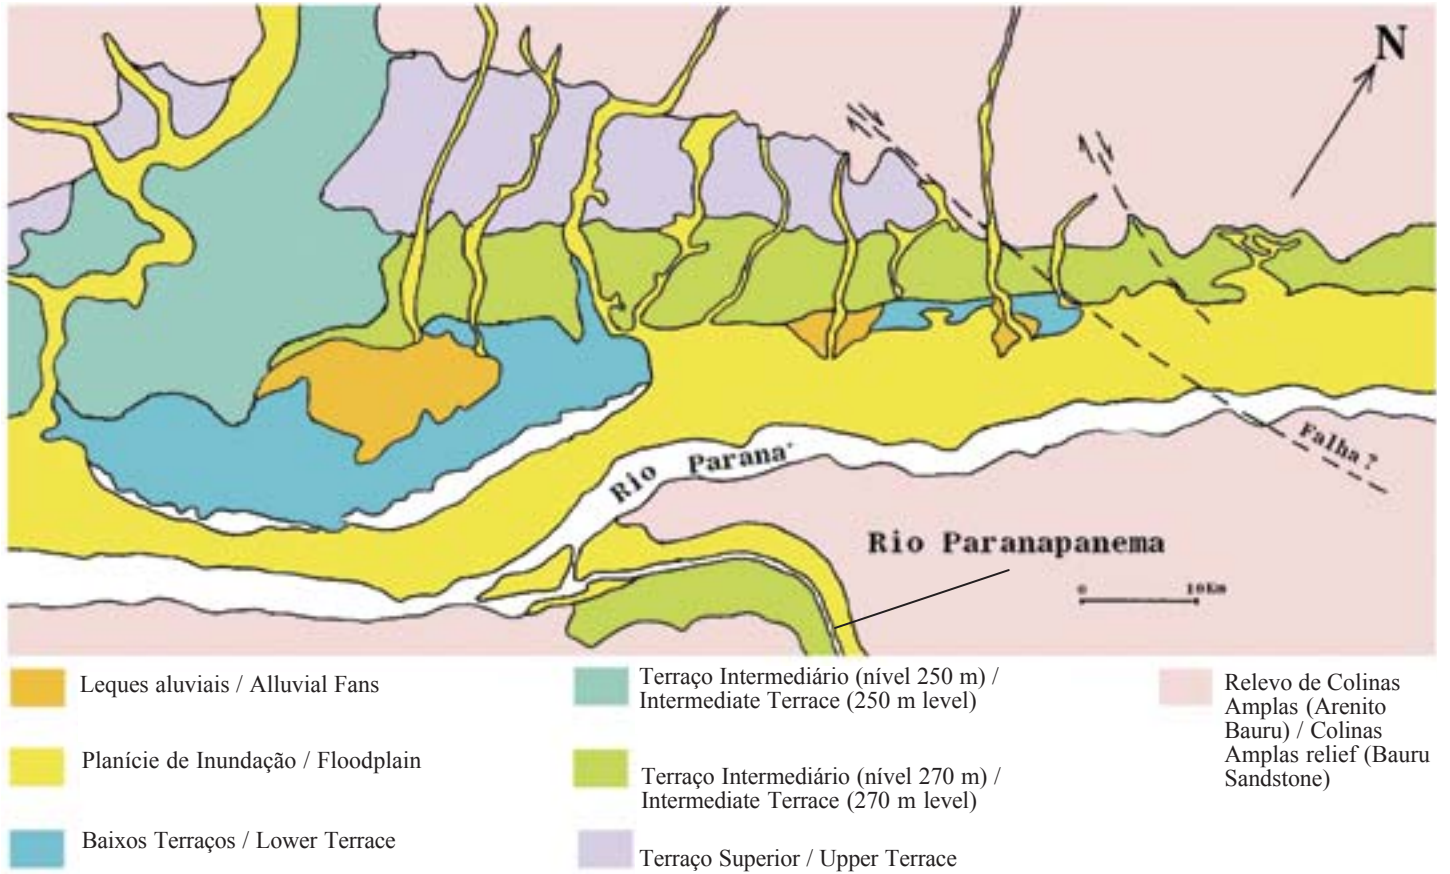 N
Rio Parana´
Falha?
Rio Paranapanema
0 10Km
Leques aluviais / Alluvial Fans
Planície de Inundação / Floodplain
Baixos Terraços / Lower Terrace
Terraço Intermediário (nível 250 m) /
Intermediate Terrace (250 m level)
Terraço Intermediário (nível 270 m) /
Intermediate Terrace (270 m level)
Terraço Superior / Upper Terrace
Relevo de Colinas
Amplas (Arenito
Bauru) / Colinas
Amplas relief (Bauru
Sandstone)